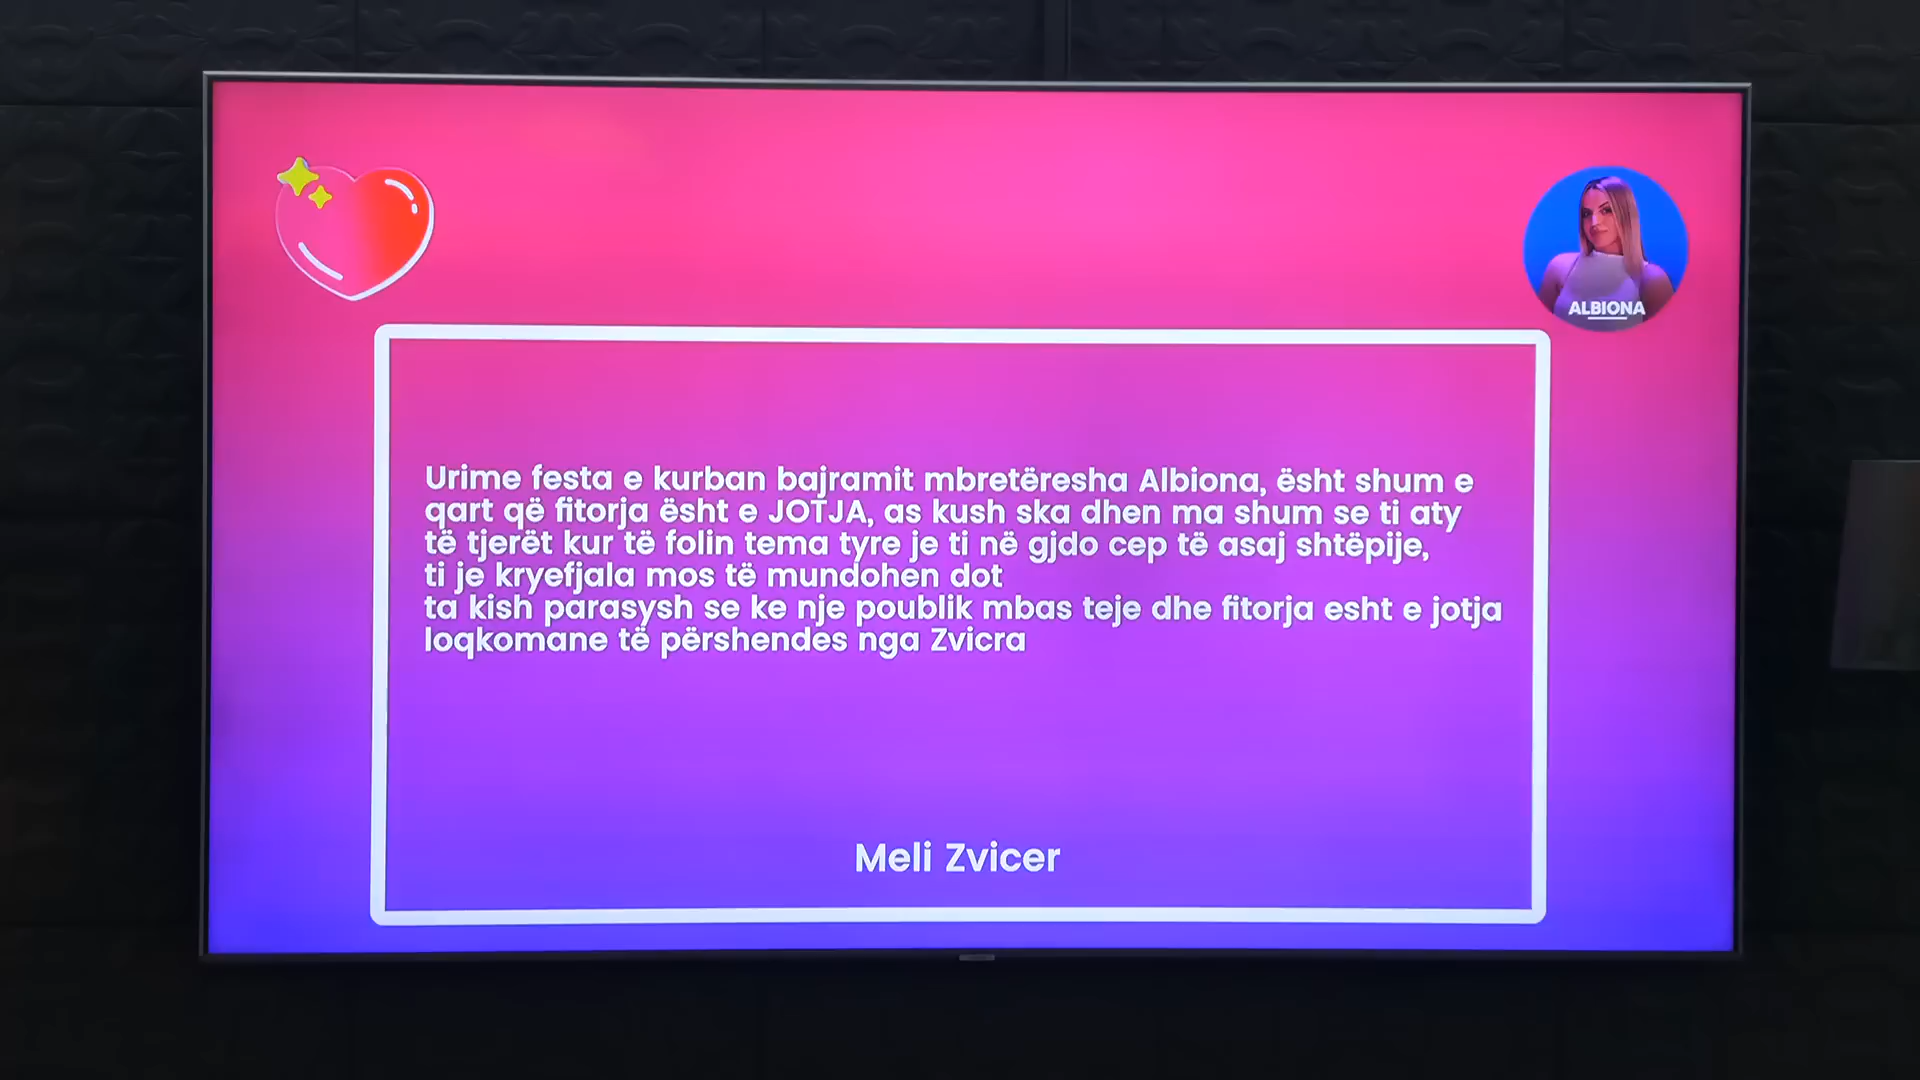 ALBIONA
Urime festa e kurban bajramit mbretëresha Albiona, ësht shum e
qart që fitorja ësht e JOTJA, as kush ska dhen ma shum se ti aty
të tjerët kur të folin tema tyre je ti në gjdo cep të asaj shtëpije,
ti je kryefjala mos të mundohen dot
ta kish parasysh se ke nje poublik mbas teje dhe fitorja esht e jotja
loqkomane të përshendes nga Zvicra
Meli Zvicer